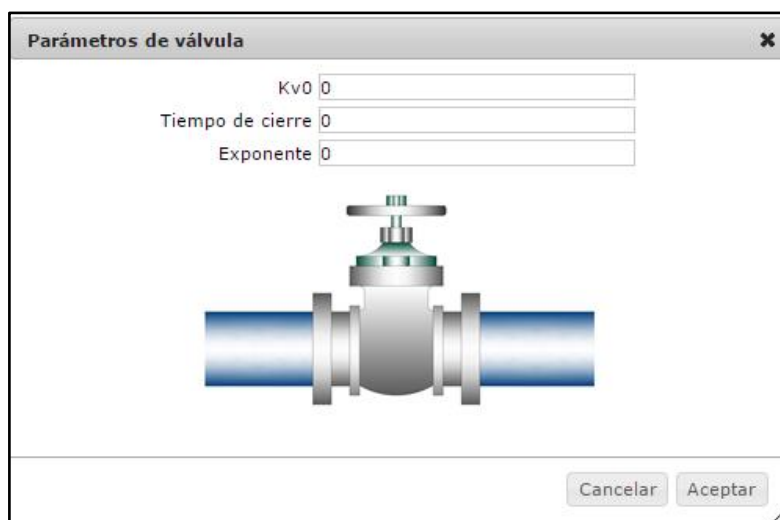 Parámetros de válvula ✖
Kv0 0
Tiempo de cierre 0
Exponente 0
Cancelar Aceptar